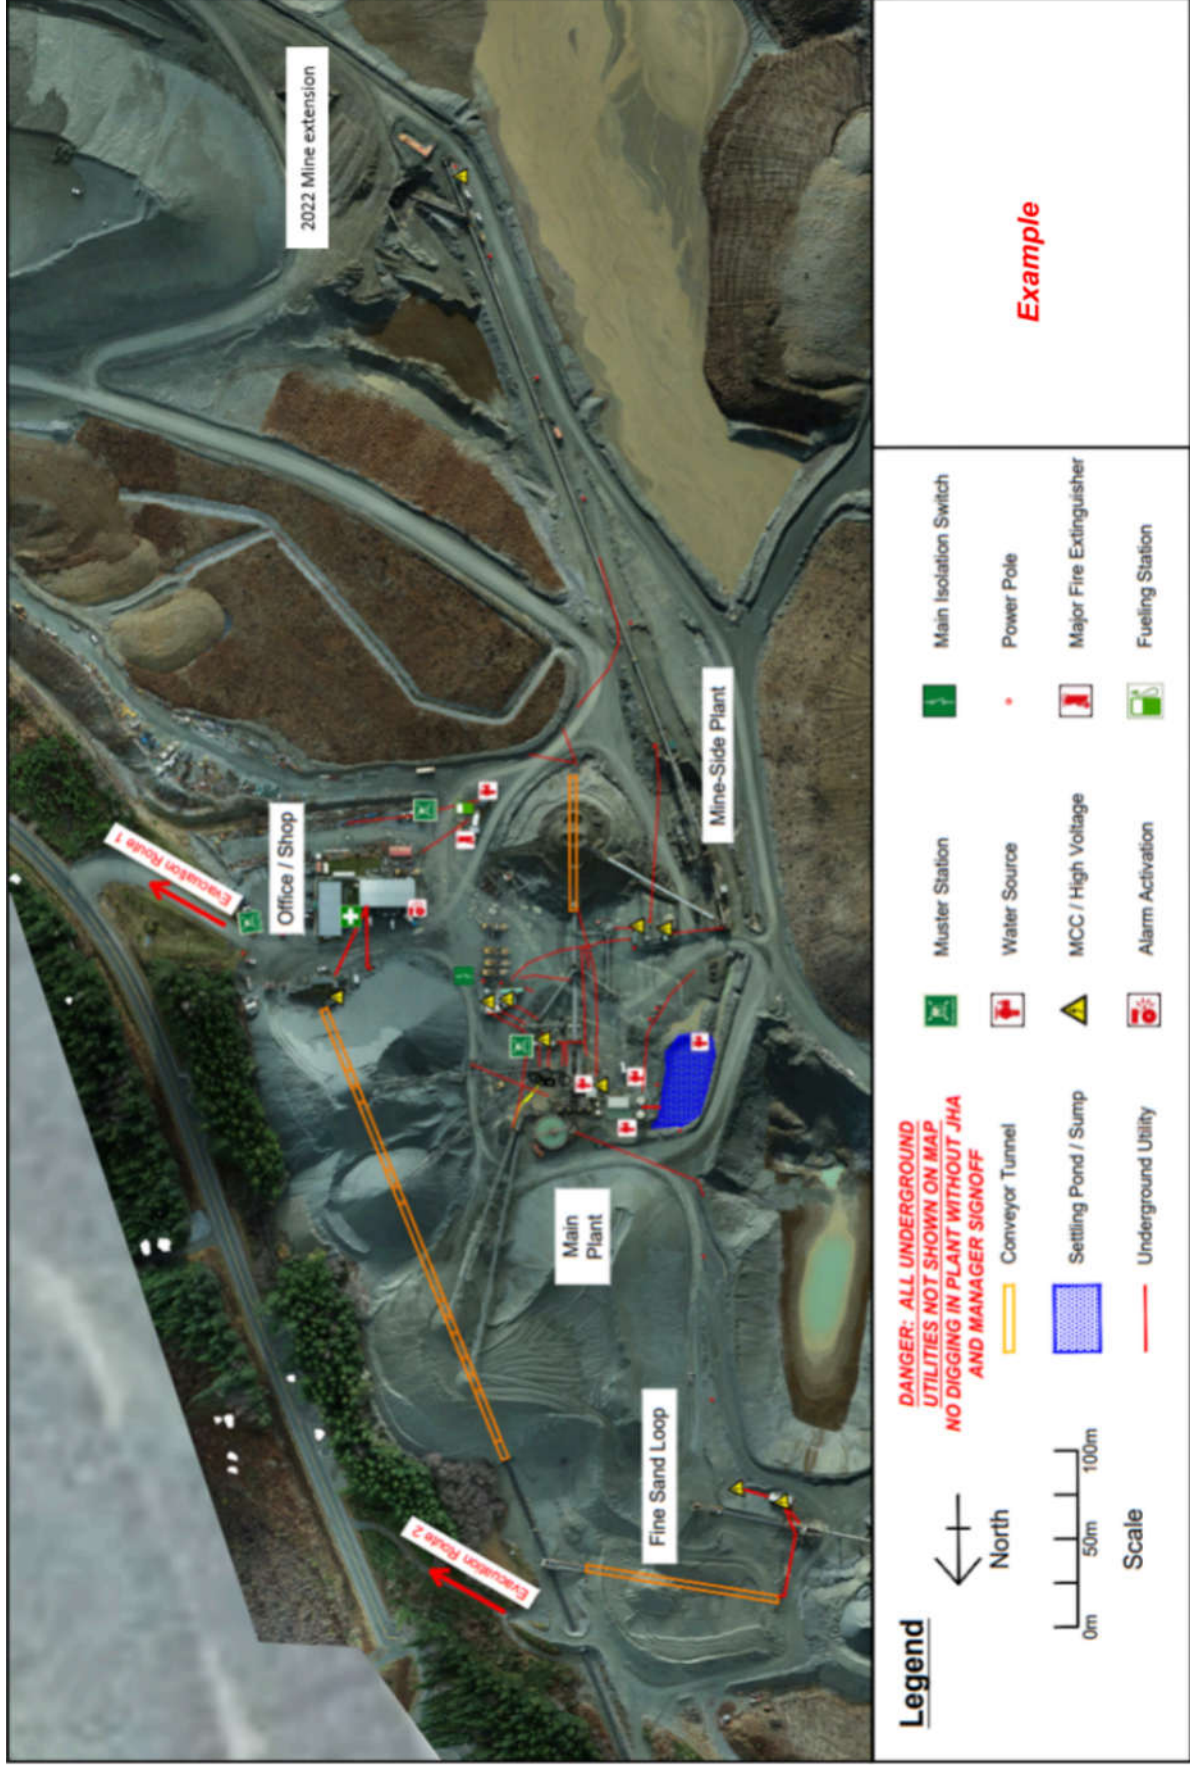 2022 Mine extension
Evacuation Route 1
Office / Shop
Mine-Side Plant
Main
Plant
Fine Sand Loop
Evacuation Route 2
Legend
North
0m
50m
100m
Scale
DANGER: ALL UNDERGROUND
UTILITIES NOT SHOWN ON MAP
NO DIGGING IN PLANT WITHOUT JHA
AND MANAGER SIGNOFF
Conveyor Tunnel
Settling Pond / Sump
Underground Utility
Muster Station
Water Source
MCC / High Voltage
Alarm Activation
Main Isolation Switch
Power Pole
Major Fire Extinguisher
Fueling Station
Example